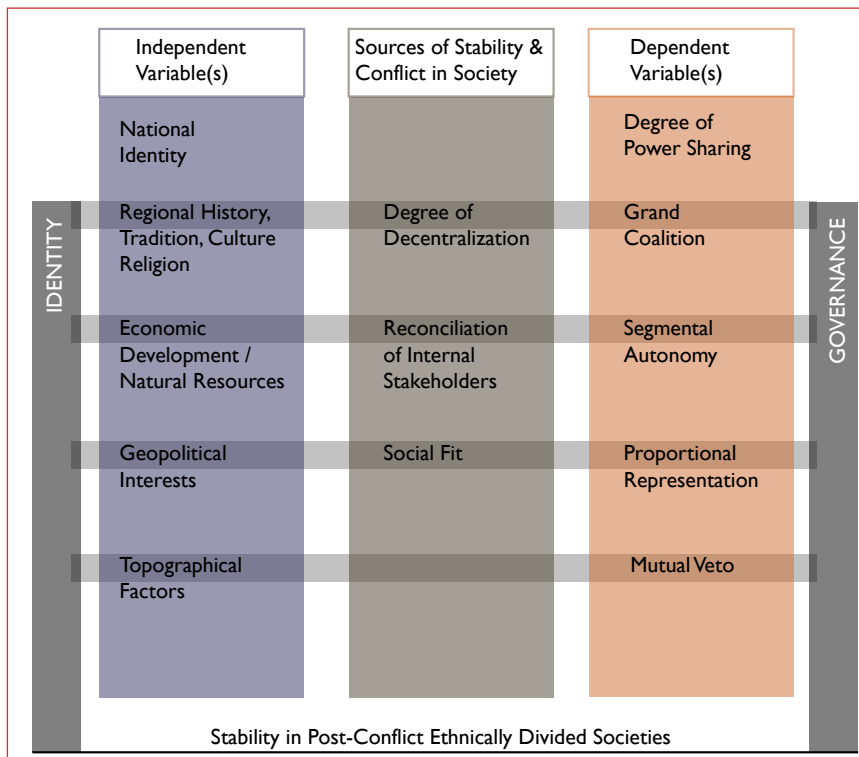 Independent
Variable(s)
Sources of Stability &
Conflict in Society
Dependent
Variable(s)
IDENTITY
National
Identity
Regional History,
Tradition, Culture
Religion
Economic
Development /
Natural Resources
Geopolitical
Interests
Topographical
Factors
Degree of
Decentralization
Reconciliation
of Internal
Stakeholders
Social Fit
Degree of
Power Sharing
Grand
Coalition
Segmental
Autonomy
Proportional
Representation
Mutual Veto
GOVERNANCE
Stability in Post-Conflict Ethnically Divided Societies